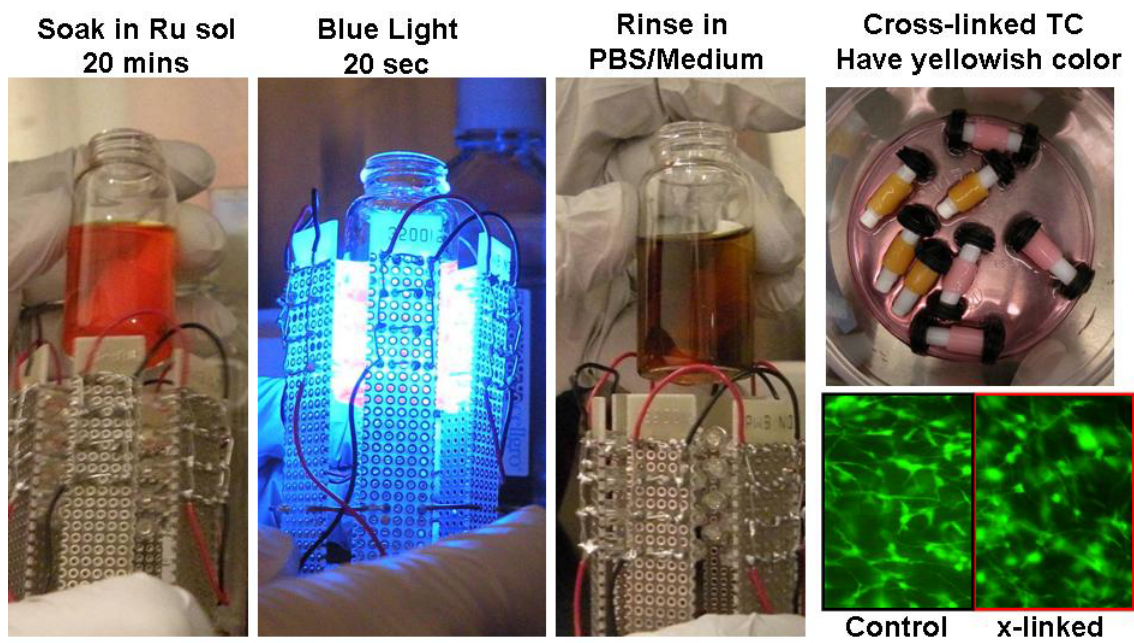 Soak in Ru sol
20 mins
Blue Light
20 sec
Rinse in
PBS/Medium
Cross-linked TC
Have yellowish color
Control
x-linked